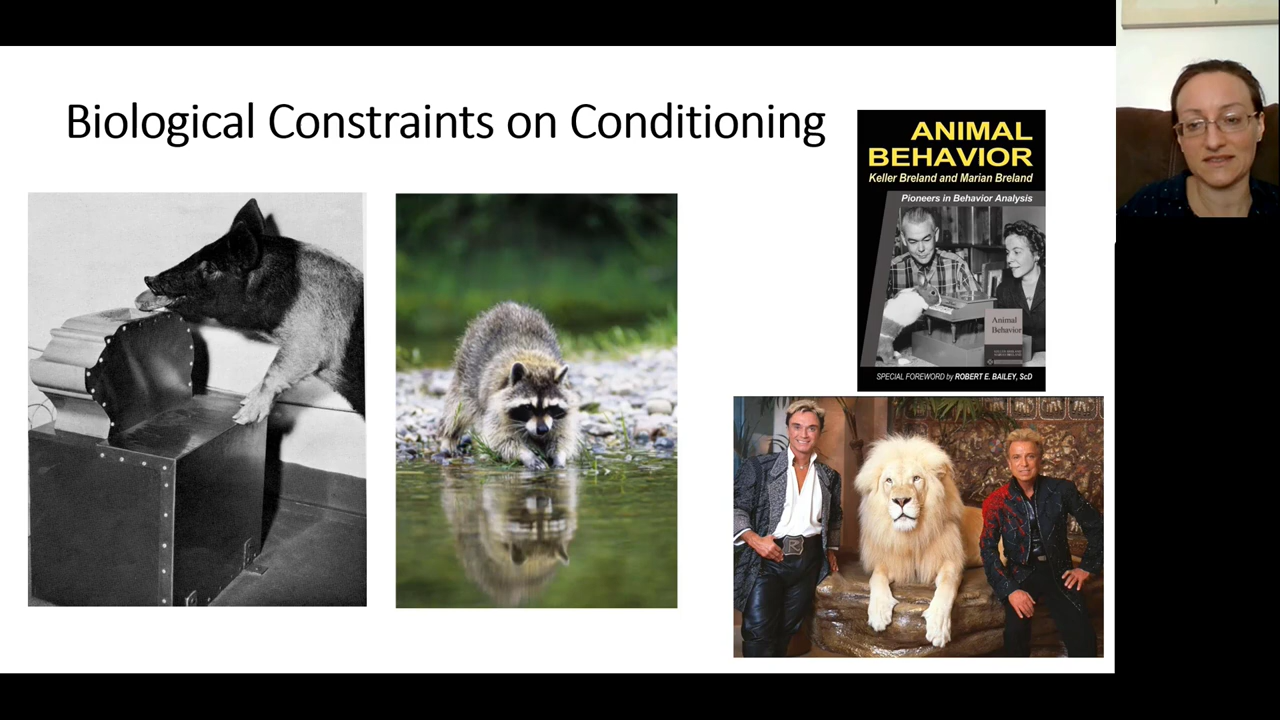 Biological Constraints on Conditioning
ANIMAL
BEHAVIOR
Keller Breland and Marian Breland
Pioneers in Behavior Analysis
Animal
Behavior
SPECIAL FOREWORD by ROBERT E. BAILEY, ScD
R